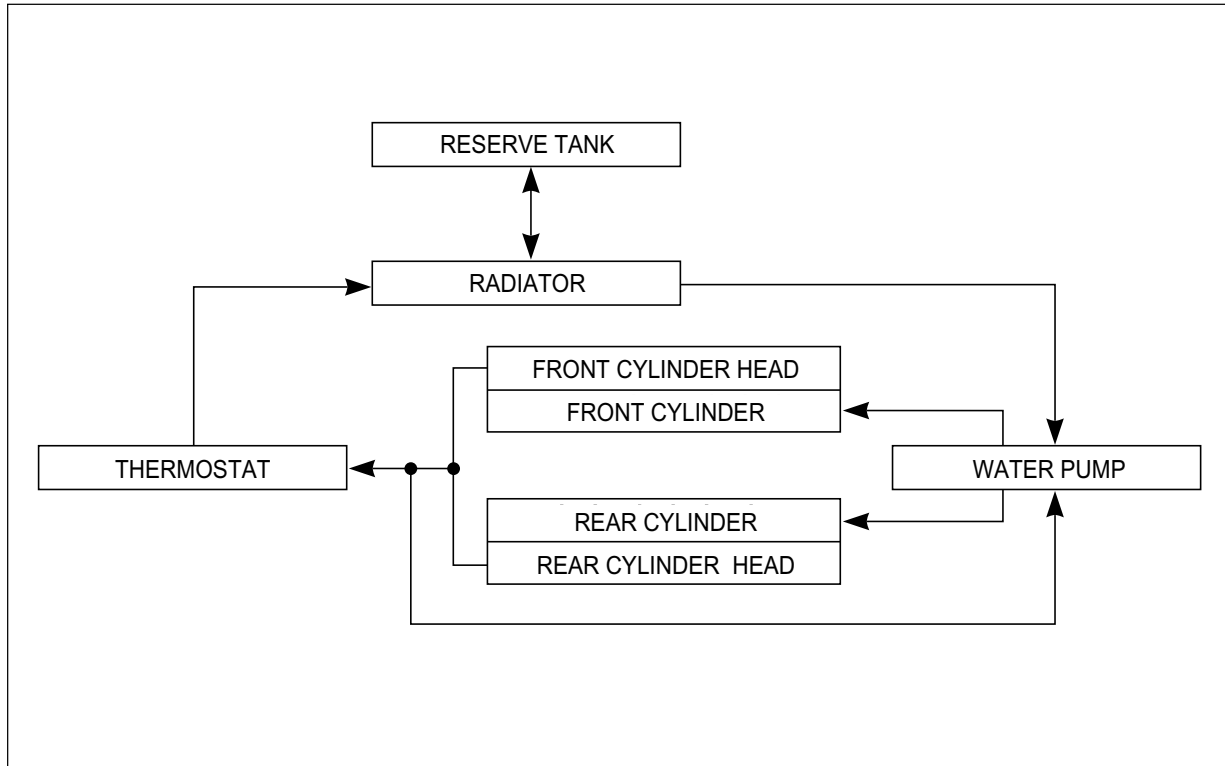 RESERVE TANK
RADIATOR
FRONT CYLINDER HEAD
FRONT CYLINDER
THERMOSTAT
WATER PUMP
REAR CYLINDER
REAR CYLINDER HEAD